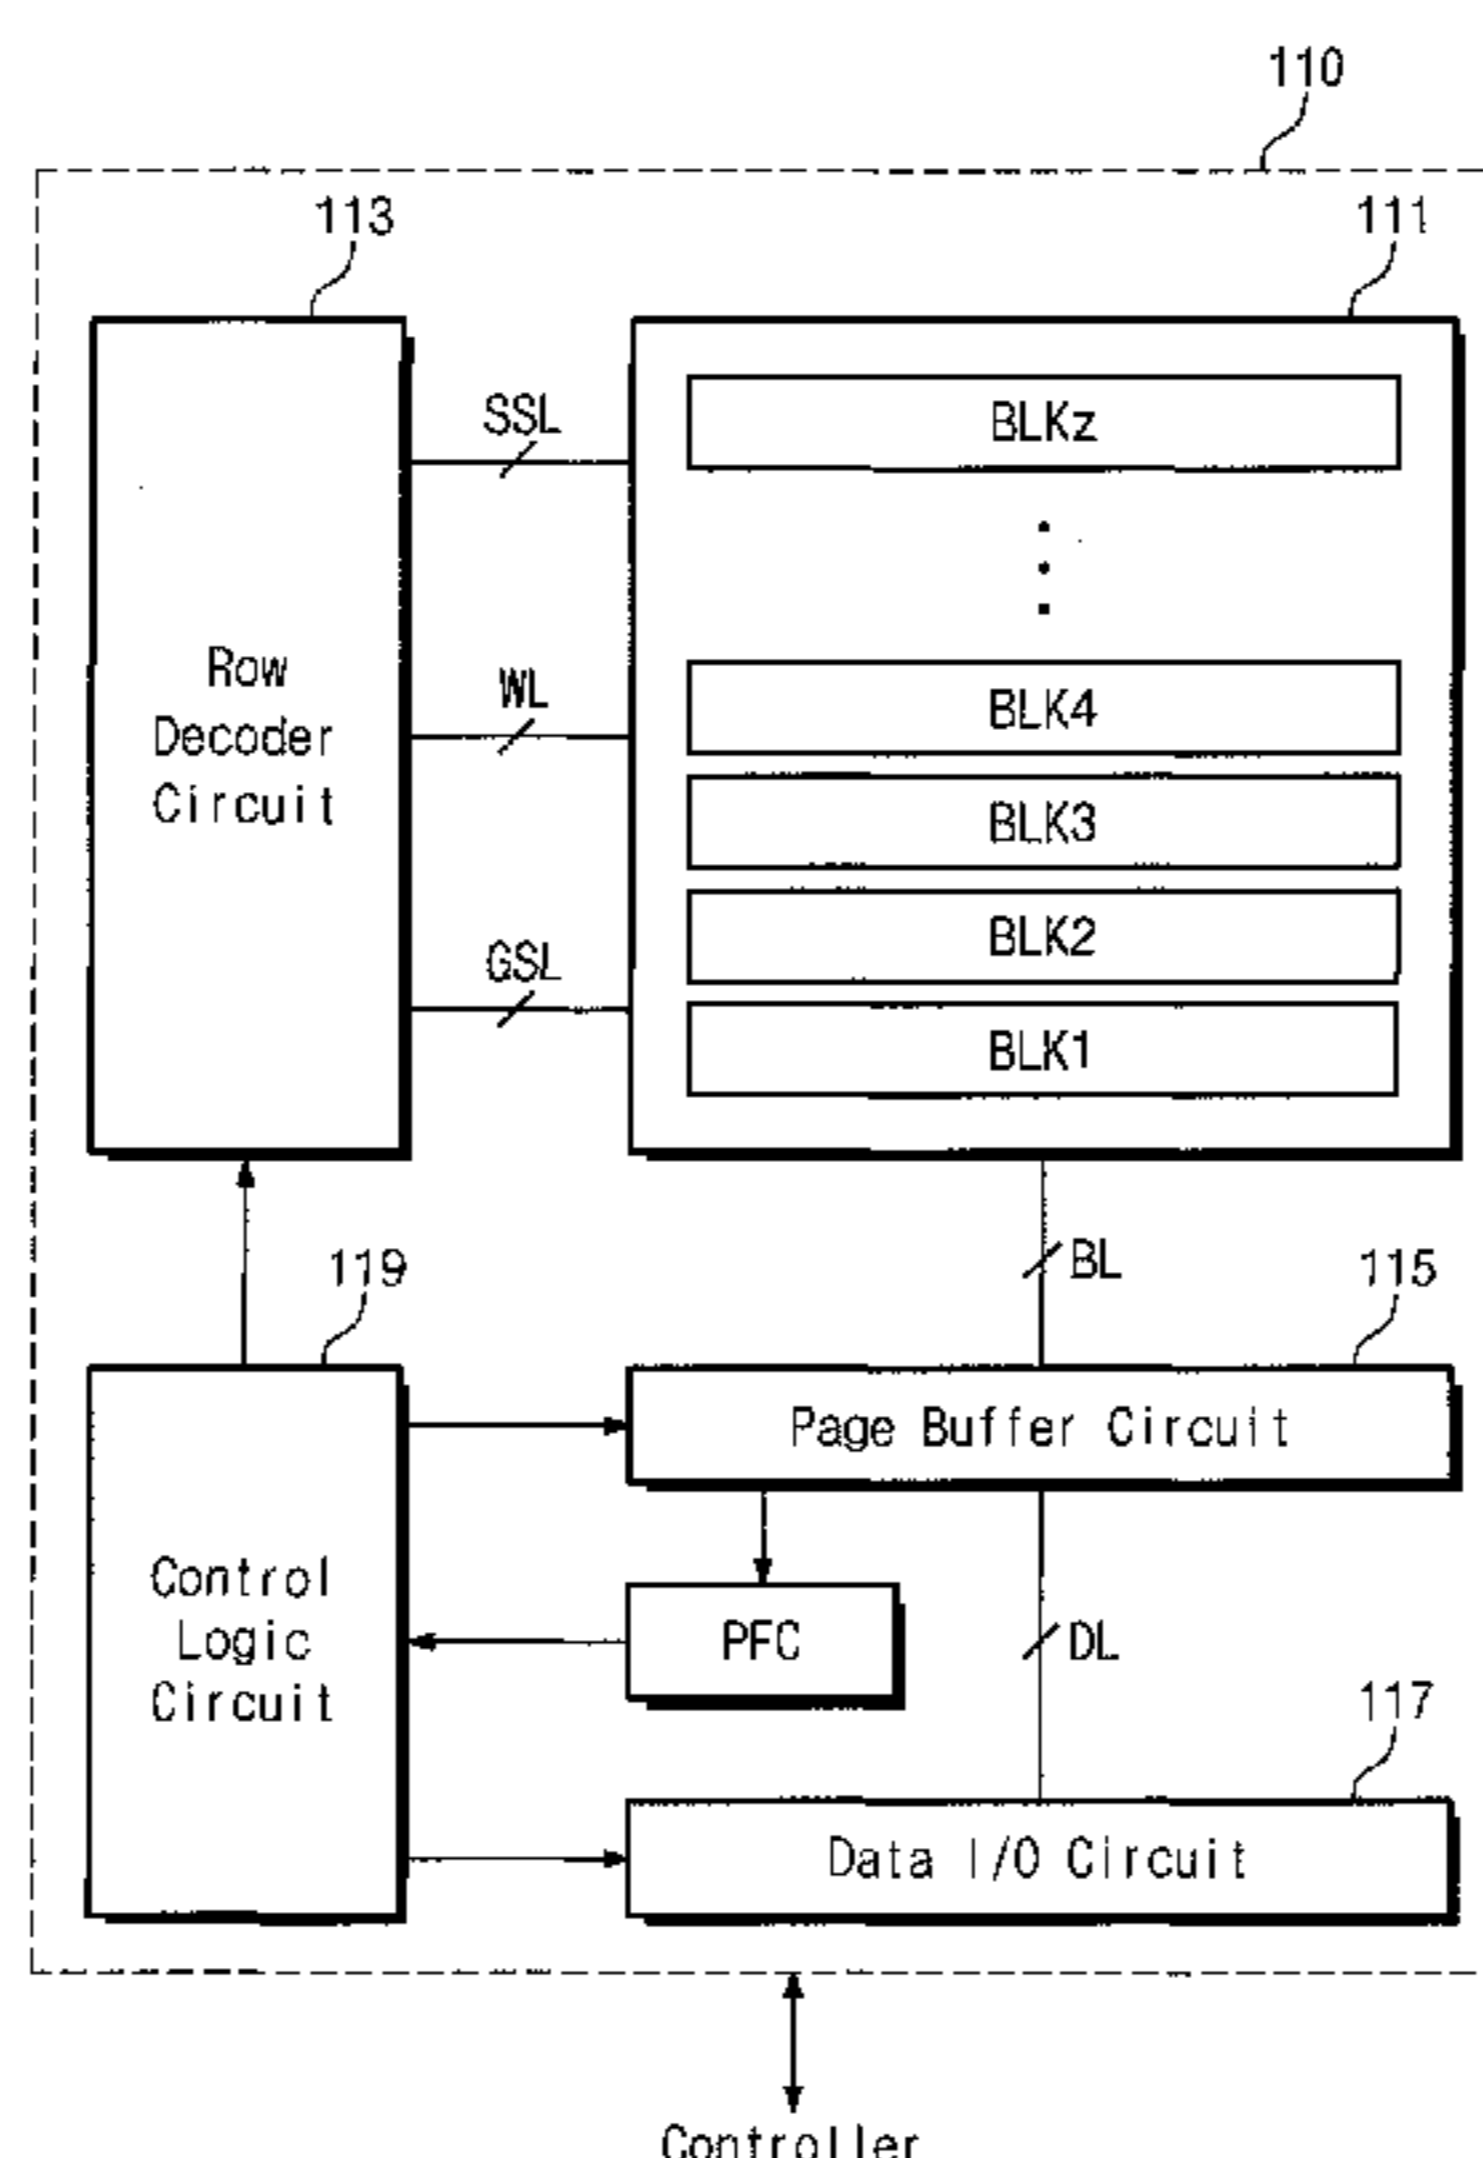 110
113
111
SSL
BLKz
WL
Row
Decoder
Circuit
BLK4
BLK3
BLK2
GSL
BLK1
119
BL
115
Page Buffer Circuit
Control
Logic
Circuit
PFC
DL
117
Data I/O Circuit
Controller